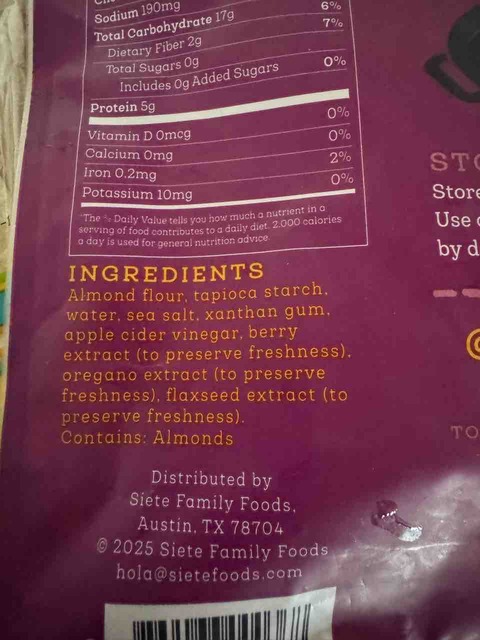 Sodium 190mg
Total Carbohydrate 17g 6%
Dietary Fiber 2g 7%
Total Sugars 0g
Includes 0g Added Sugars 0%
Protein 5g
Vitamin D 0mcg 0%
Calcium 0mg 0%
Iron 0.2mg 2%
Potassium 10mg 0%
*The % Daily Value tells you how much a nutrient in a
serving of food contributes to a daily diet. 2,000 calories
a day is used for general nutrition advice.
INGREDIENTS
Almond flour, tapioca starch,
water, sea salt, xanthan gum,
apple cider vinegar, berry
extract (to preserve freshness),
oregano extract (to preserve
freshness), flaxseed extract (to
preserve freshness).
Contains: Almonds
Distributed by
Siete Family Foods,
Austin, TX 78704
© 2025 Siete Family Foods
hola@sietefoods.com
STO
Store
Use
by d
TO